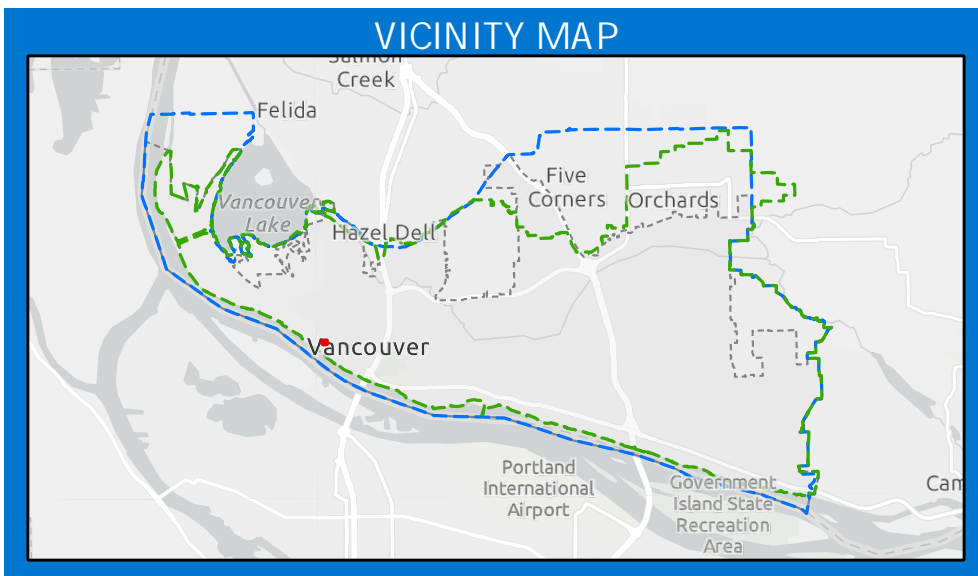 VICINITY MAP
Salmon
Creek
Felida
Five
Corners
Orchards
Vancouver
Lake
Hazel Dell
Vancouver
Portland
International
Airport
Government
Island State
Recreation
Area
Cam